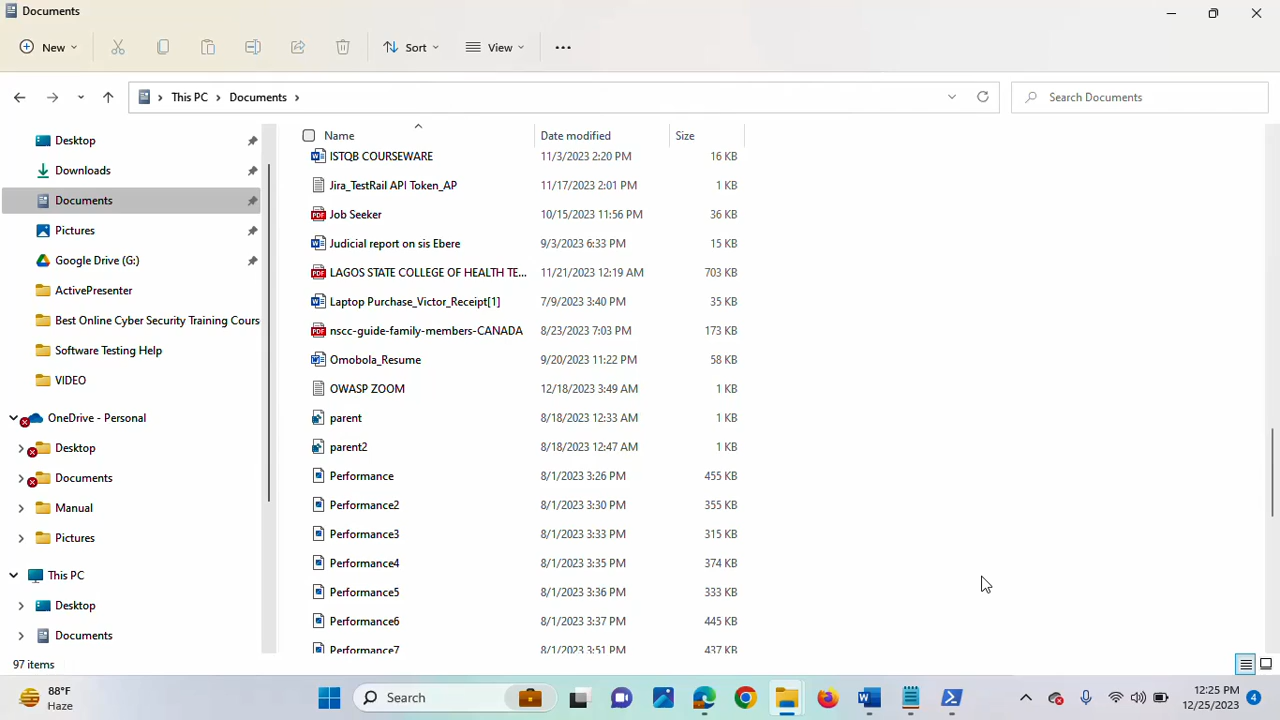 Documents
New
Sort
View
This PC
Documents
Search Documents
Desktop
Downloads
Documents
Pictures
Google Drive (G:)
ActivePresenter
Best Online Cyber Security Training Cours
Software Testing Help
VIDEO
OneDrive - Personal
Desktop
Documents
Manual
Pictures
This PC
Desktop
Documents
Name Date modified Size
ISTQB COURSEWARE 11/3/2023 2:20 PM 16 KB
Jira_TestRail API Token_AP 11/17/2023 2:01 PM 1 KB
Job Seeker 10/15/2023 11:56 PM 36 KB
Judicial report on sis Ebere 9/3/2023 6:33 PM 15 KB
LAGOS STATE COLLEGE OF HEALTH TE... 11/21/2023 12:19 AM 703 KB
Laptop Purchase_Victor_Receipt[1] 7/9/2023 3:40 PM 35 KB
nscc-guide-family-members-CANADA 8/23/2023 7:03 PM 173 KB
Omobola_Resume 9/20/2023 11:22 PM 58 KB
OWASP ZOOM 12/18/2023 3:49 AM 1 KB
parent 8/18/2023 12:33 AM 1 KB
parent2 8/18/2023 12:47 AM 1 KB
Performance 8/1/2023 3:26 PM 455 KB
Performance2 8/1/2023 3:30 PM 355 KB
Performance3 8/1/2023 3:33 PM 315 KB
Performance4 8/1/2023 3:35 PM 374 KB
Performance5 8/1/2023 3:36 PM 333 KB
Performance6 8/1/2023 3:37 PM 445 KB
Performance7 8/1/2023 3:51 PM 437 KB
97 items
88°F
Haze
Search
12:25 PM
12/25/2023
4